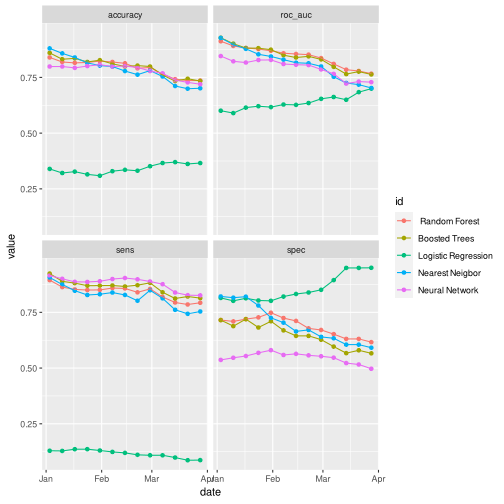 accuracy
roc_auc
0.75
0.50
0.25
sens
spec
0.75
0.50
0.25
Jan
Feb
Mar
Apr
Jan
Feb
Mar
Apr
date
value
id
Random Forest
Boosted Trees
Logistic Regression
Nearest Neigbor
Neural Network